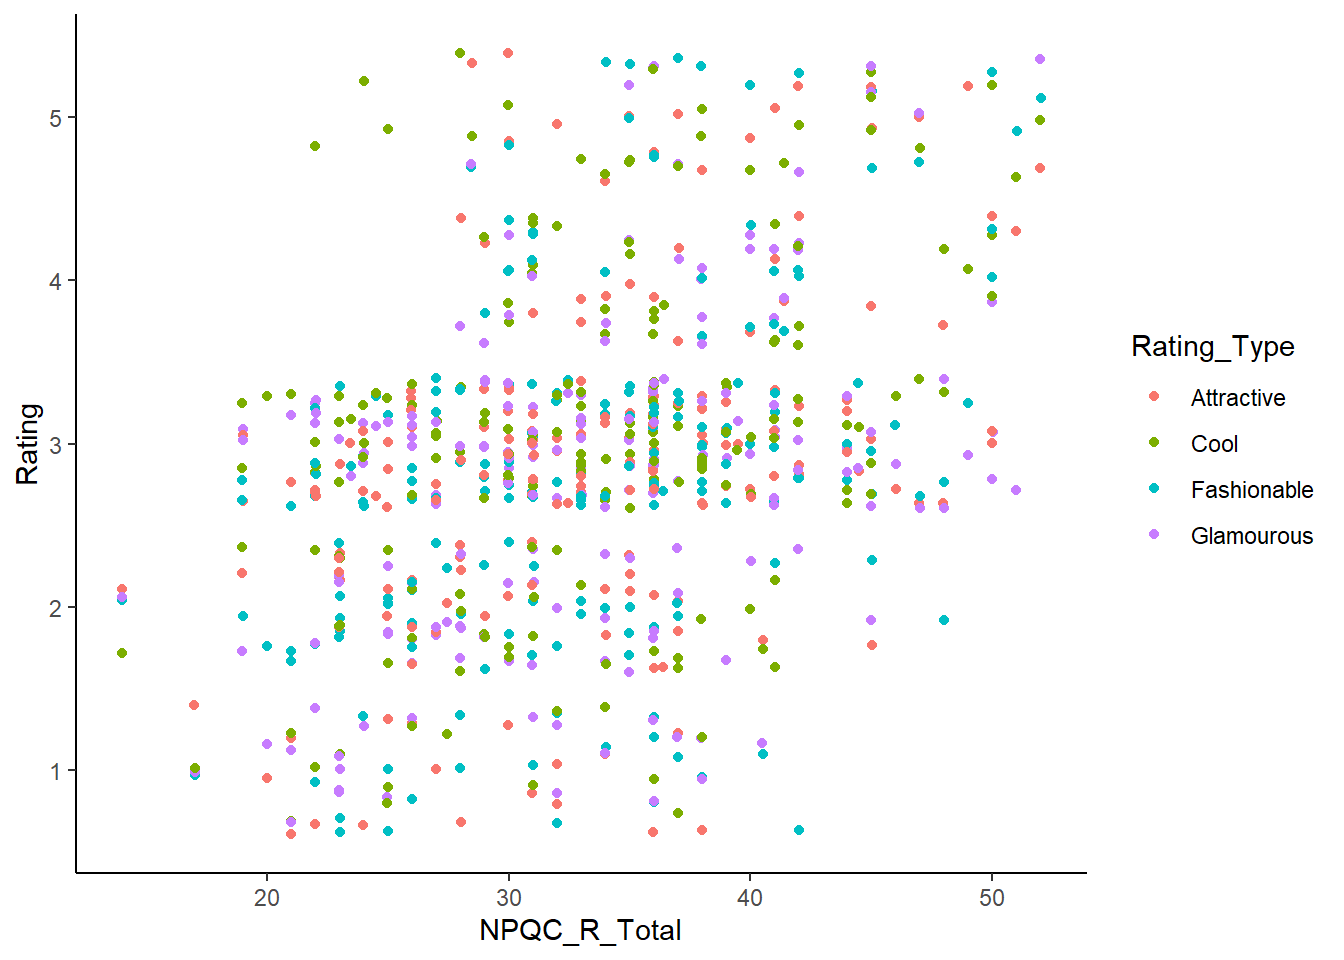 5
4
3
2
1
Rating
20 30 40 50
NPQC_R_Total
Rating_Type
Attractive
Cool
Fashionable
Glamourous